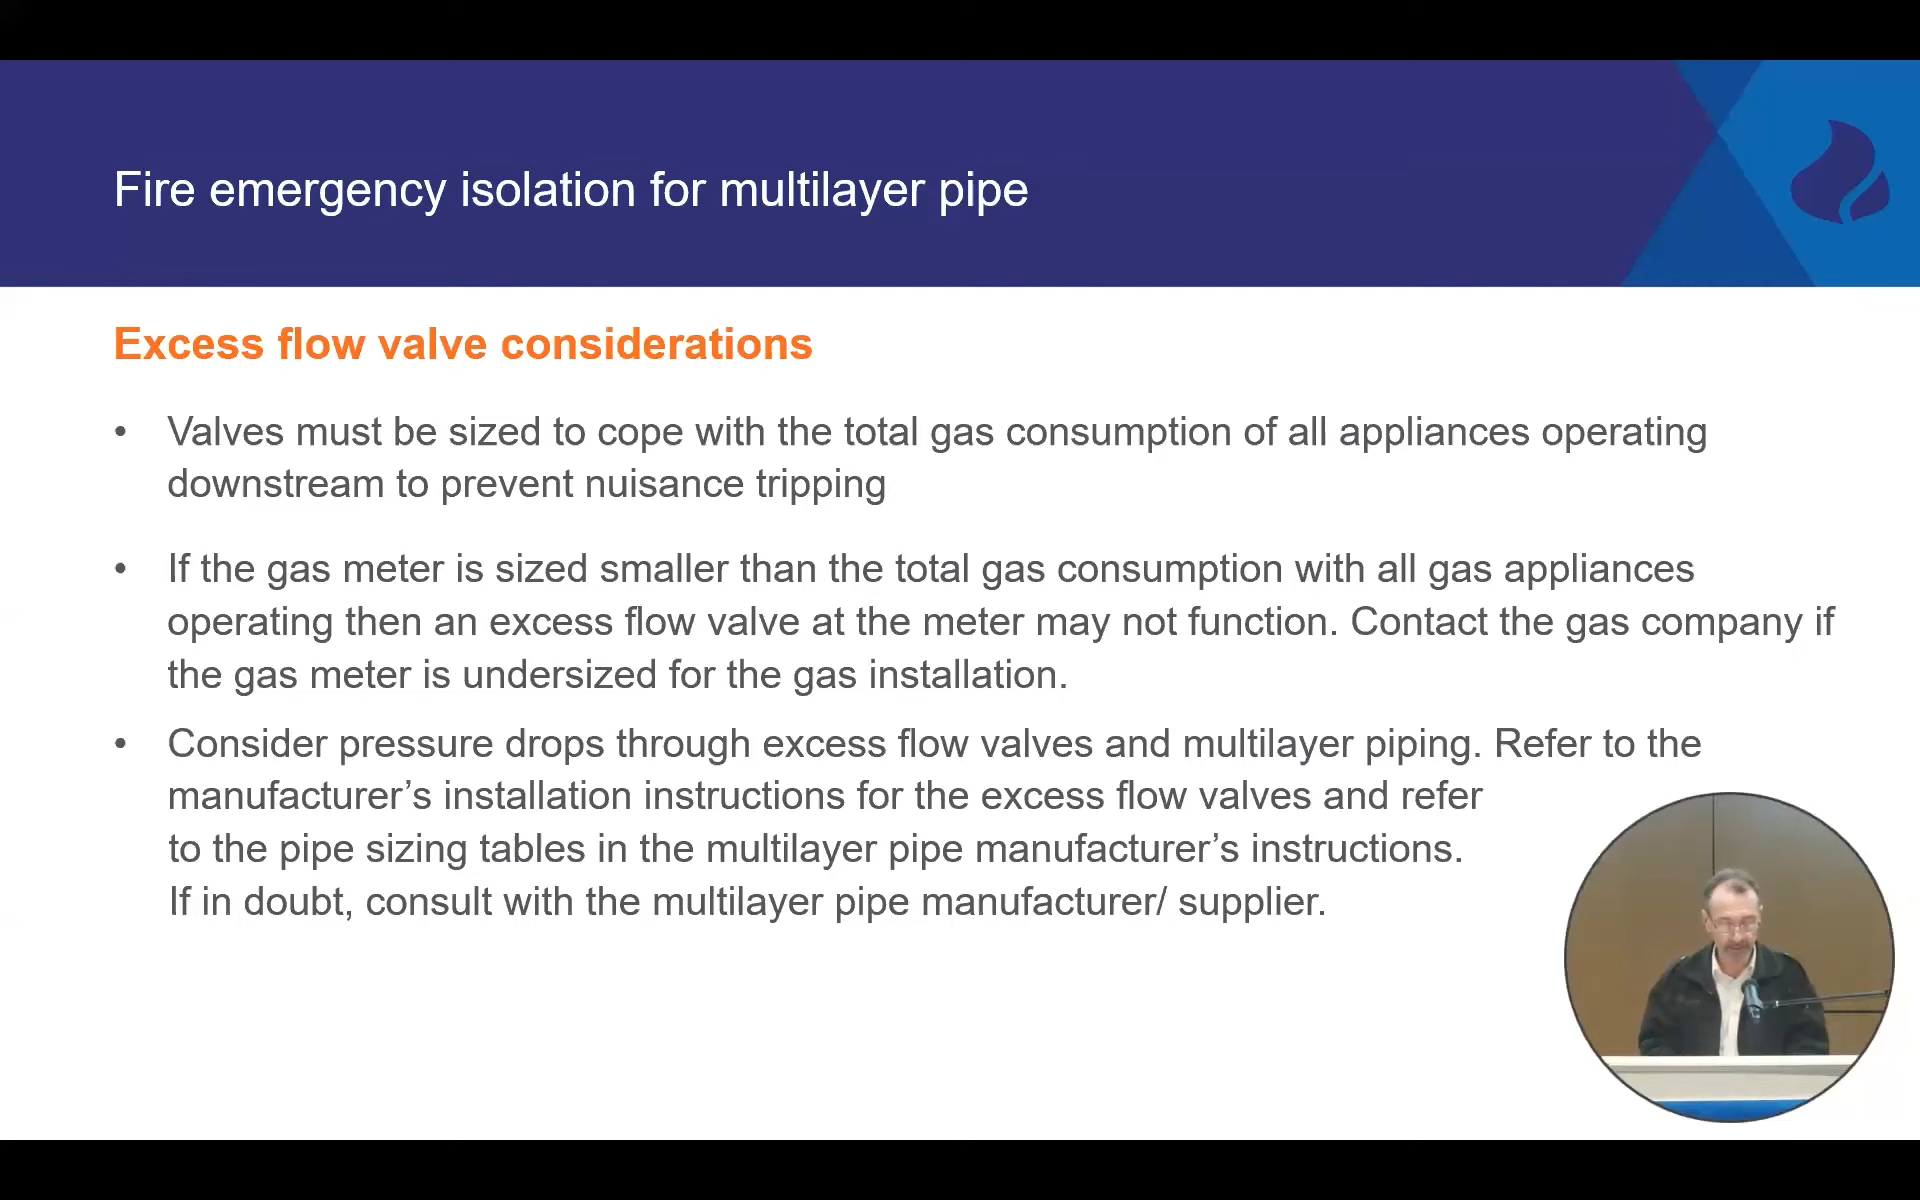 Fire emergency isolation for multilayer pipe
Excess flow valve considerations
• Valves must be sized to cope with the total gas consumption of all appliances operating
downstream to prevent nuisance tripping
• If the gas meter is sized smaller than the total gas consumption with all gas appliances
operating then an excess flow valve at the meter may not function. Contact the gas company if
the gas meter is undersized for the gas installation.
• Consider pressure drops through excess flow valves and multilayer piping. Refer to the
manufacturer’s installation instructions for the excess flow valves and refer
to the pipe sizing tables in the multilayer pipe manufacturer’s instructions.
If in doubt, consult with the multilayer pipe manufacturer/ supplier.